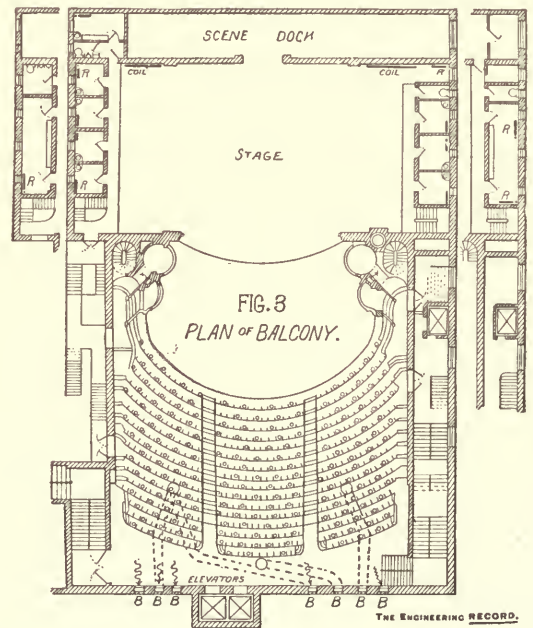 SCENE DOCK
COIL
COIL
R
R
R
STAGE
R
R
R
R
FIG. 3
PLAN OF BALCONY.
ELEVATORS
B B B B B B B
THE ENGINEERING RECORD.